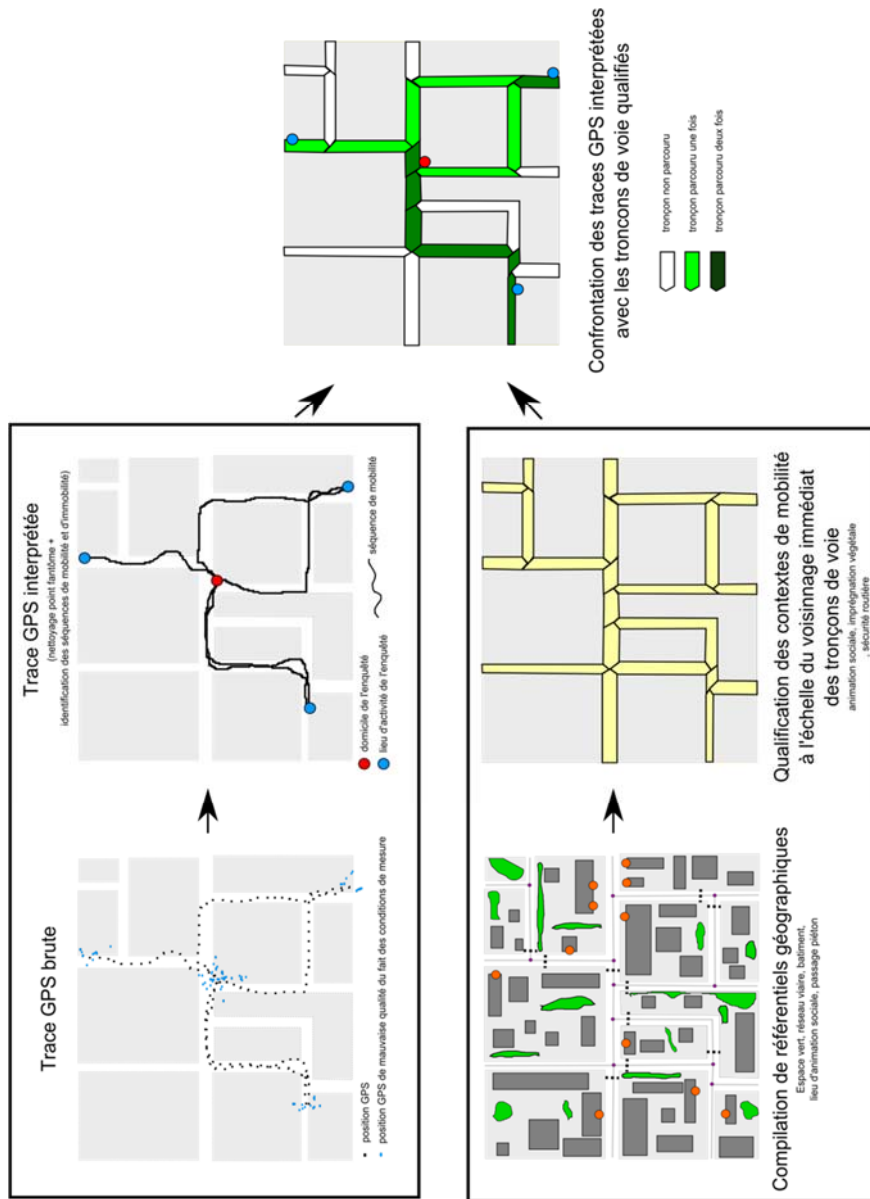 Trace GPS brute
position GPS
position GPS de mauvaise qualité du fait des conditions de mesure
Trace GPS interprétée
(nettoyage point fantôme +
identification des séquences de mobilité et d'immobilité)
domicile de l'enquêté
lieu d'activité de l'enquêté
séquence de mobilité
Compilation de référentiels géographiques
Espace vert, réseau viaire, batiment,
lieu d'animation sociale, passage piéton
Qualification des contextes de mobilité
à l'échelle du voisinnage immédiat
des tronçons de voie
animation sociale, imprégnation végétale
, sécurité routière
Confrontation des traces GPS interprétées
avec les troncons de voie qualifiés
tronçon non parcouru
tronçon parcouru une fois
tronçon parcouru deux fois